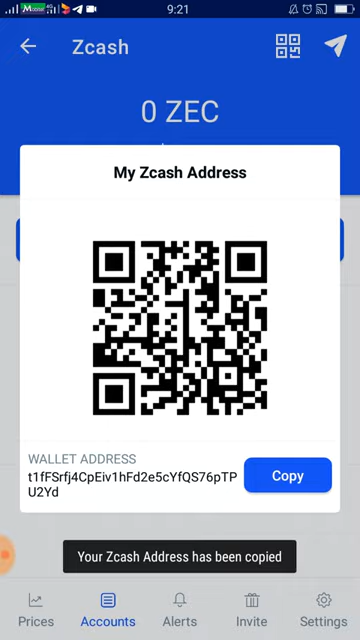 9:21
Zcash
0 ZEC
My Zcash Address
WALLET ADDRESS
t1fFSrfj4CpEiv1hFd2e5cYfQS76pTP
U2Yd
Copy
Your Zcash Address has been copied
Prices Accounts Alerts Invite Settings